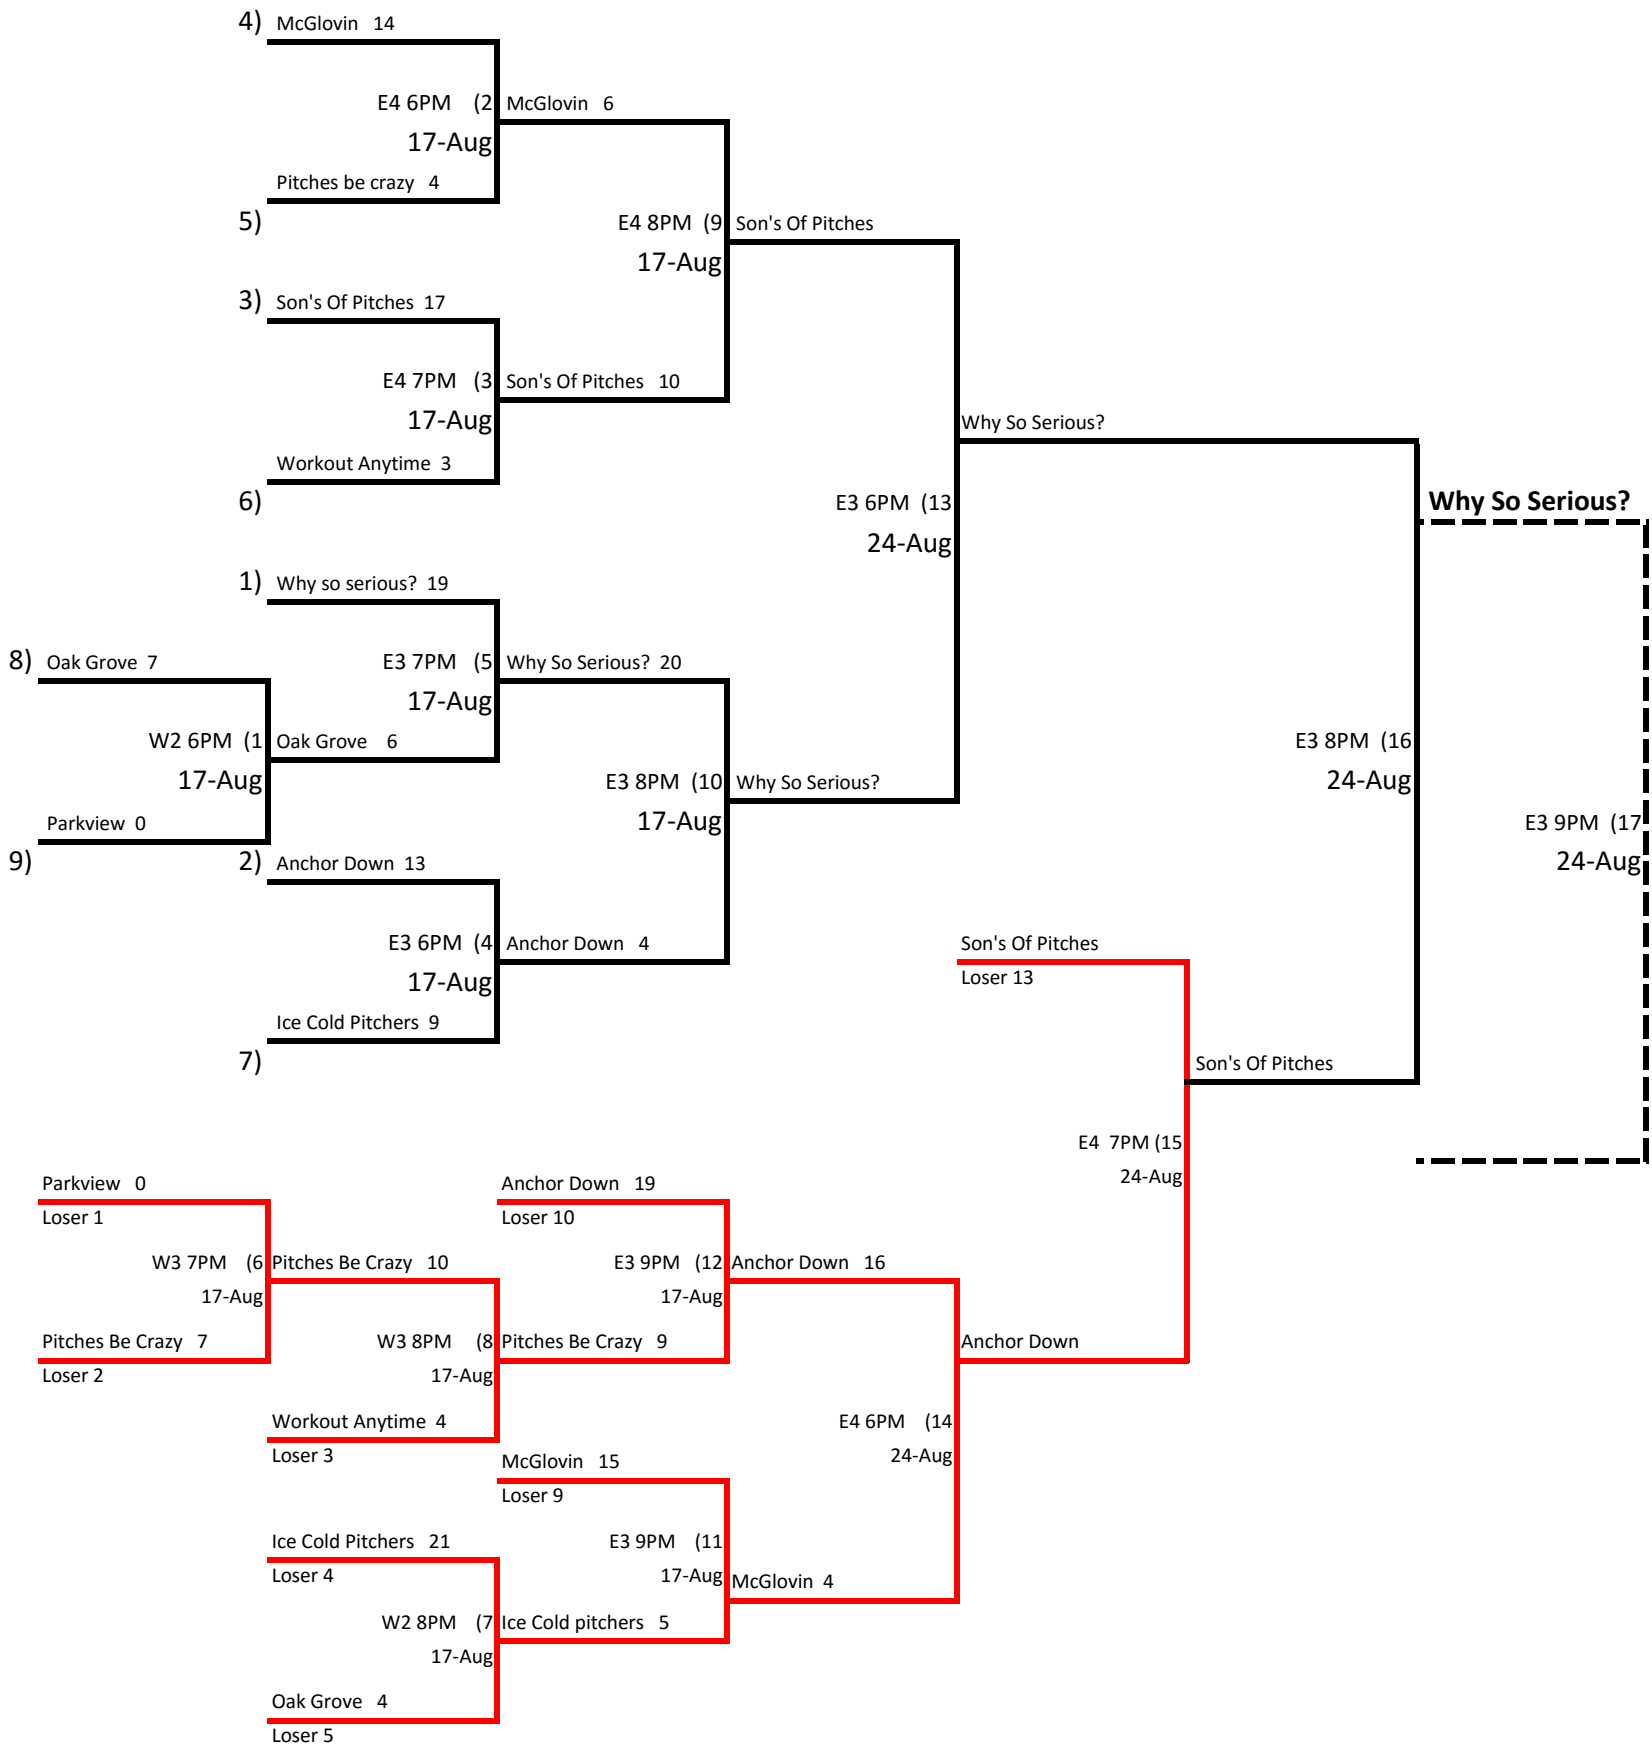 4) McGlovin 14
E4 6PM (2 McGlovin 6
17-Aug
Pitches be crazy 4
5)
E4 8PM (9 Son's Of Pitches
17-Aug
3) Son's Of Pitches 17
E4 7PM (3 Son's Of Pitches 10
17-Aug
Why So Serious?
Workout Anytime 3
6)
E3 6PM (13
24-Aug
Why So Serious?
1) Why so serious? 19
8) Oak Grove 7
E3 7PM (5 Why So Serious? 20
17-Aug
W2 6PM (1 Oak Grove 6
17-Aug
E3 8PM (10 Why So Serious?
17-Aug
E3 8PM (16
24-Aug
Parkview 0
9)
E3 9PM (17
24-Aug
2) Anchor Down 13
E3 6PM (4 Anchor Down 4
17-Aug
Son's Of Pitches
Loser 13
Ice Cold Pitchers 9
7)
Son's Of Pitches
E4 7PM (15
24-Aug
Parkview 0
Loser 1
Anchor Down 19
Loser 10
W3 7PM (6 Pitches Be Crazy 10
17-Aug
E3 9PM (12 Anchor Down 16
17-Aug
Pitches Be Crazy 7
Loser 2
W3 8PM (8 Pitches Be Crazy 9
17-Aug
Anchor Down
Workout Anytime 4
Loser 3
E4 6PM (14
24-Aug
McGlovin 15
Loser 9
Ice Cold Pitchers 21
Loser 4
E3 9PM (11
17-Aug
McGlovin 4
W2 8PM (7 Ice Cold pitchers 5
17-Aug
Oak Grove 4
Loser 5